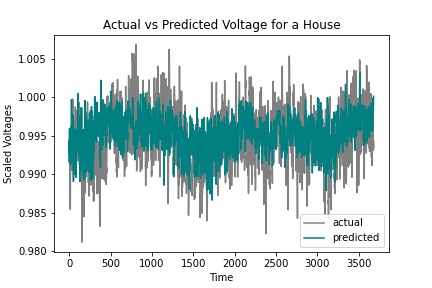 Actual vs Predicted Voltage for a House
Scaled Voltages
1.005
1.000
0.995
0.990
0.985
0.980
actual
predicted
0
500
1000
1500
2000
2500
3000
3500
Time